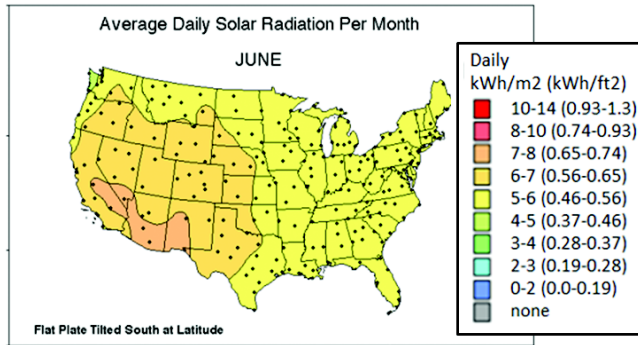 Average Daily Solar Radiation Per Month
JUNE
Daily
kWh/m2 (kWh/ft2)
10-14 (0.93-1.3)
8-10 (0.74-0.93)
7-8 (0.65-0.74)
6-7 (0.56-0.65)
5-6 (0.46-0.56)
4-5 (0.37-0.46)
3-4 (0.28-0.37)
2-3 (0.19-0.28)
0-2 (0.0-0.19)
none
Flat Plate Tilted South at Latitude